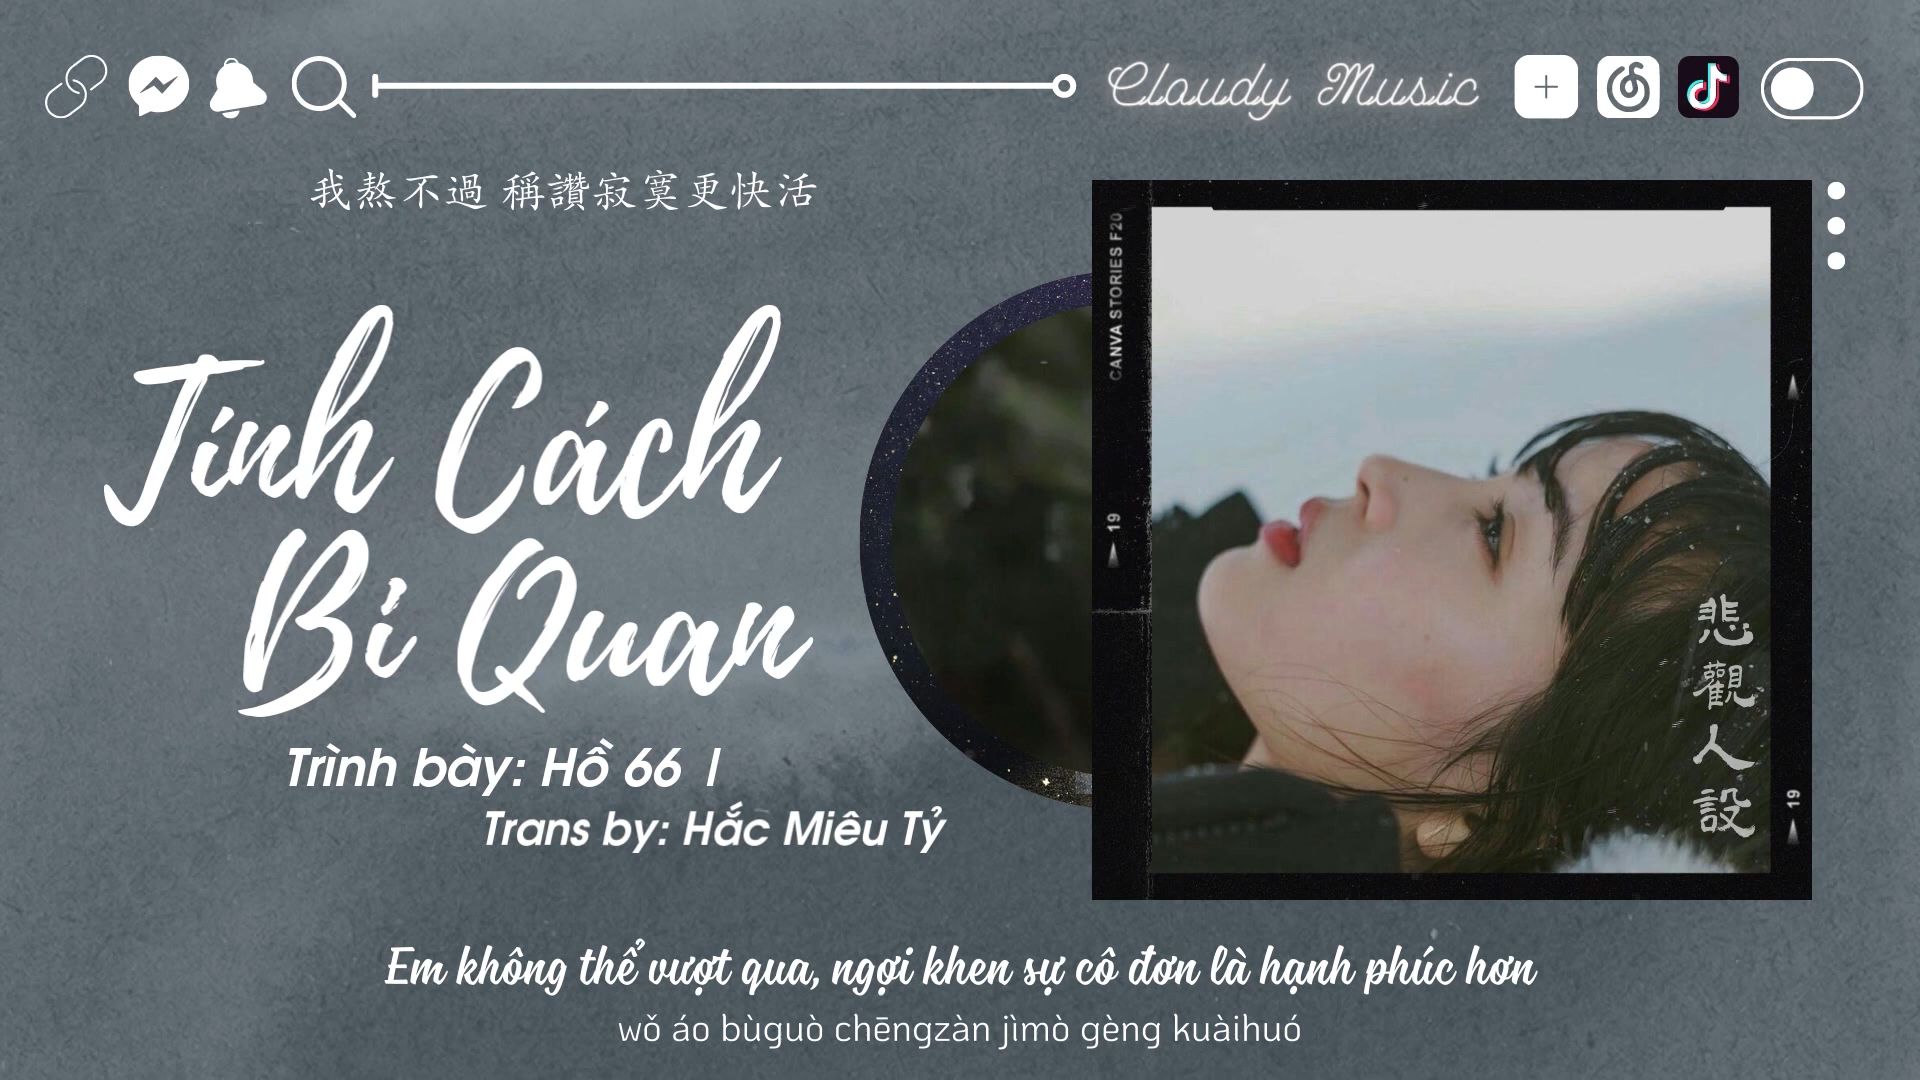 Claudy Music
我熬不過 稱讚寂寞更快活
CANVA STORIES F20
19
19
Tính Cách
Bi Quan
悲觀人設
Trình bày: Hồ 66 |
Trans by: Hắc Miêu Tỷ
Em không thể vượt qua, ngợi khen sự cô đơn là hạnh phúc hơn
wǒ áo bùguò chēngzàn jìmò gèng kuàihuó